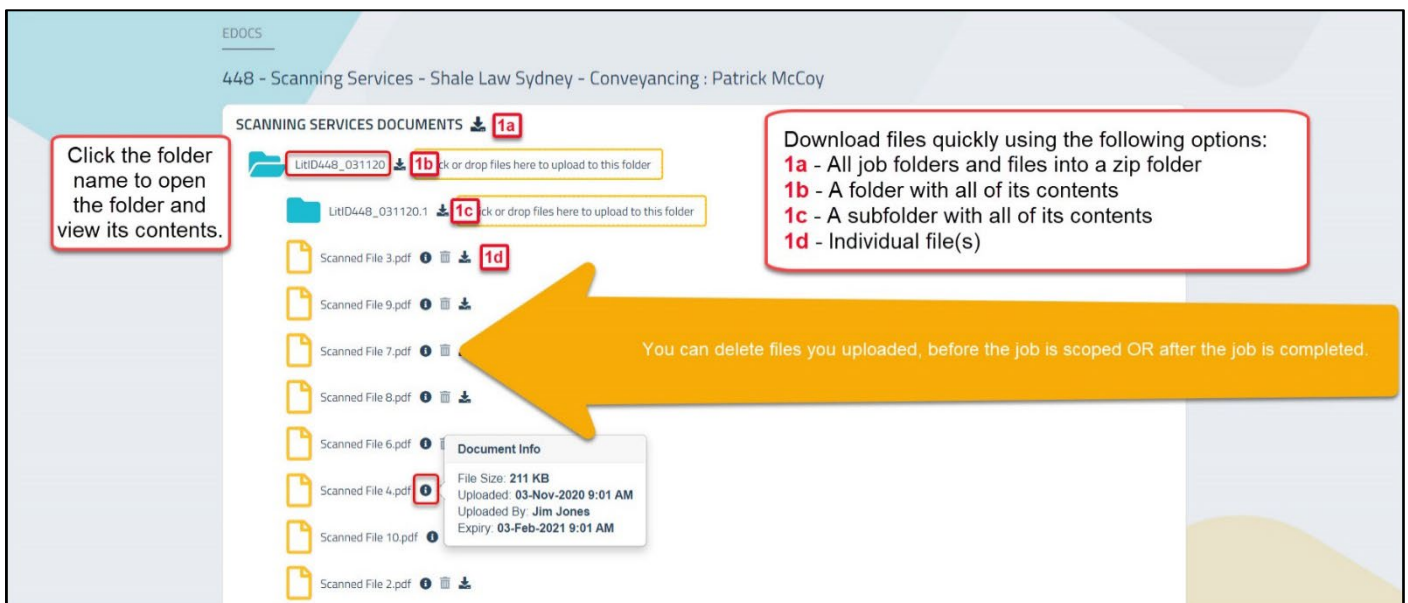 EDOCS
448 - Scanning Services - Shale Law Sydney - Conveyancing : Patrick McCoy
SCANNING SERVICES DOCUMENTS 1a
Click the folder
name to open
the folder and
view its contents.
LitID448_031120 1b or drop files here to upload to this folder
LitID448_031120.1 1c or drop files here to upload to this folder
Scanned File 3.pdf 1d
Scanned File 9.pdf
Scanned File 7.pdf
Scanned File 8.pdf
Scanned File 6.pdf
Scanned File 4.pdf
Scanned File 10.pdf
Scanned File 2.pdf
Download files quickly using the following options:
1a - All job folders and files into a zip folder
1b - A folder with all of its contents
1c - A subfolder with all of its contents
1d - Individual file(s)
You can delete files you uploaded, before the job is scoped OR after the job is completed.
Document Info
File Size: 211 KB
Uploaded: 03-Nov-2020 9:01 AM
Uploaded By: Jim Jones
Expiry: 03-Feb-2021 9:01 AM